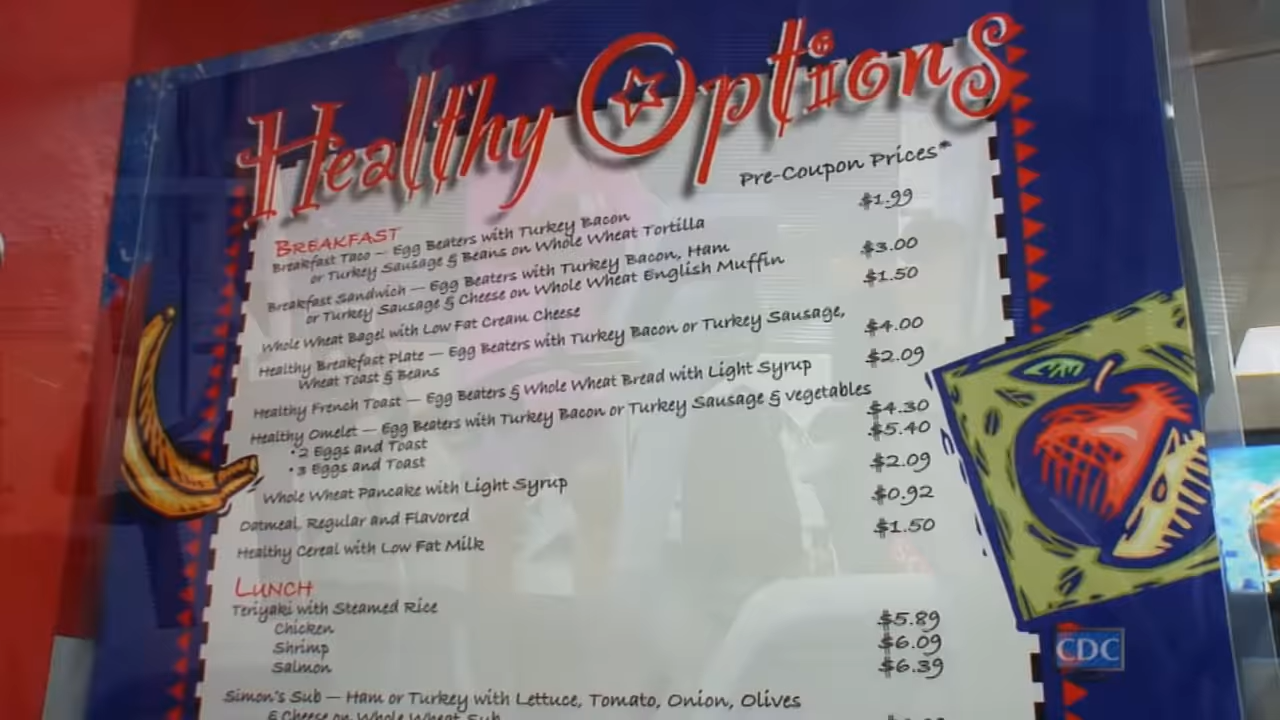 Healthy Options
Pre-Coupon Prices*
BREAKFAST
Breakfast Taco — Egg Beaters with Turkey Bacon
or Turkey Sausage & Beans on Whole Wheat Tortilla
$1.99
Breakfast Sandwich — Egg Beaters with Turkey Bacon, Ham
or Turkey Sausage & Cheese on Whole Wheat English Muffin
$3.00
Whole Wheat Bagel with Low Fat Cream Cheese
$1.50
Healthy Breakfast Plate — Egg Beaters with Turkey Bacon or Turkey Sausage,
Wheat Toast & Beans
$4.00
Healthy French Toast — Egg Beaters & Whole Wheat Bread with Light Syrup
$2.09
Healthy Omelet — Egg Beaters with Turkey Bacon or Turkey Sausage & vegetables
• 2 Eggs and Toast
$4.30
• 3 Eggs and Toast
$5.40
Whole Wheat Pancake with Light Syrup
$2.09
Oatmeal, Regular and Flavored
$0.92
Healthy Cereal with Low Fat Milk
$1.50
LUNCH
Teriyaki with Steamed Rice
Chicken
$5.89
Shrimp
$6.09
Salmon
$6.39
Simon's Sub — Ham or Turkey with Lettuce, Tomato, Onion, Olives
& Cheese on Whole Wheat Sub
CDC